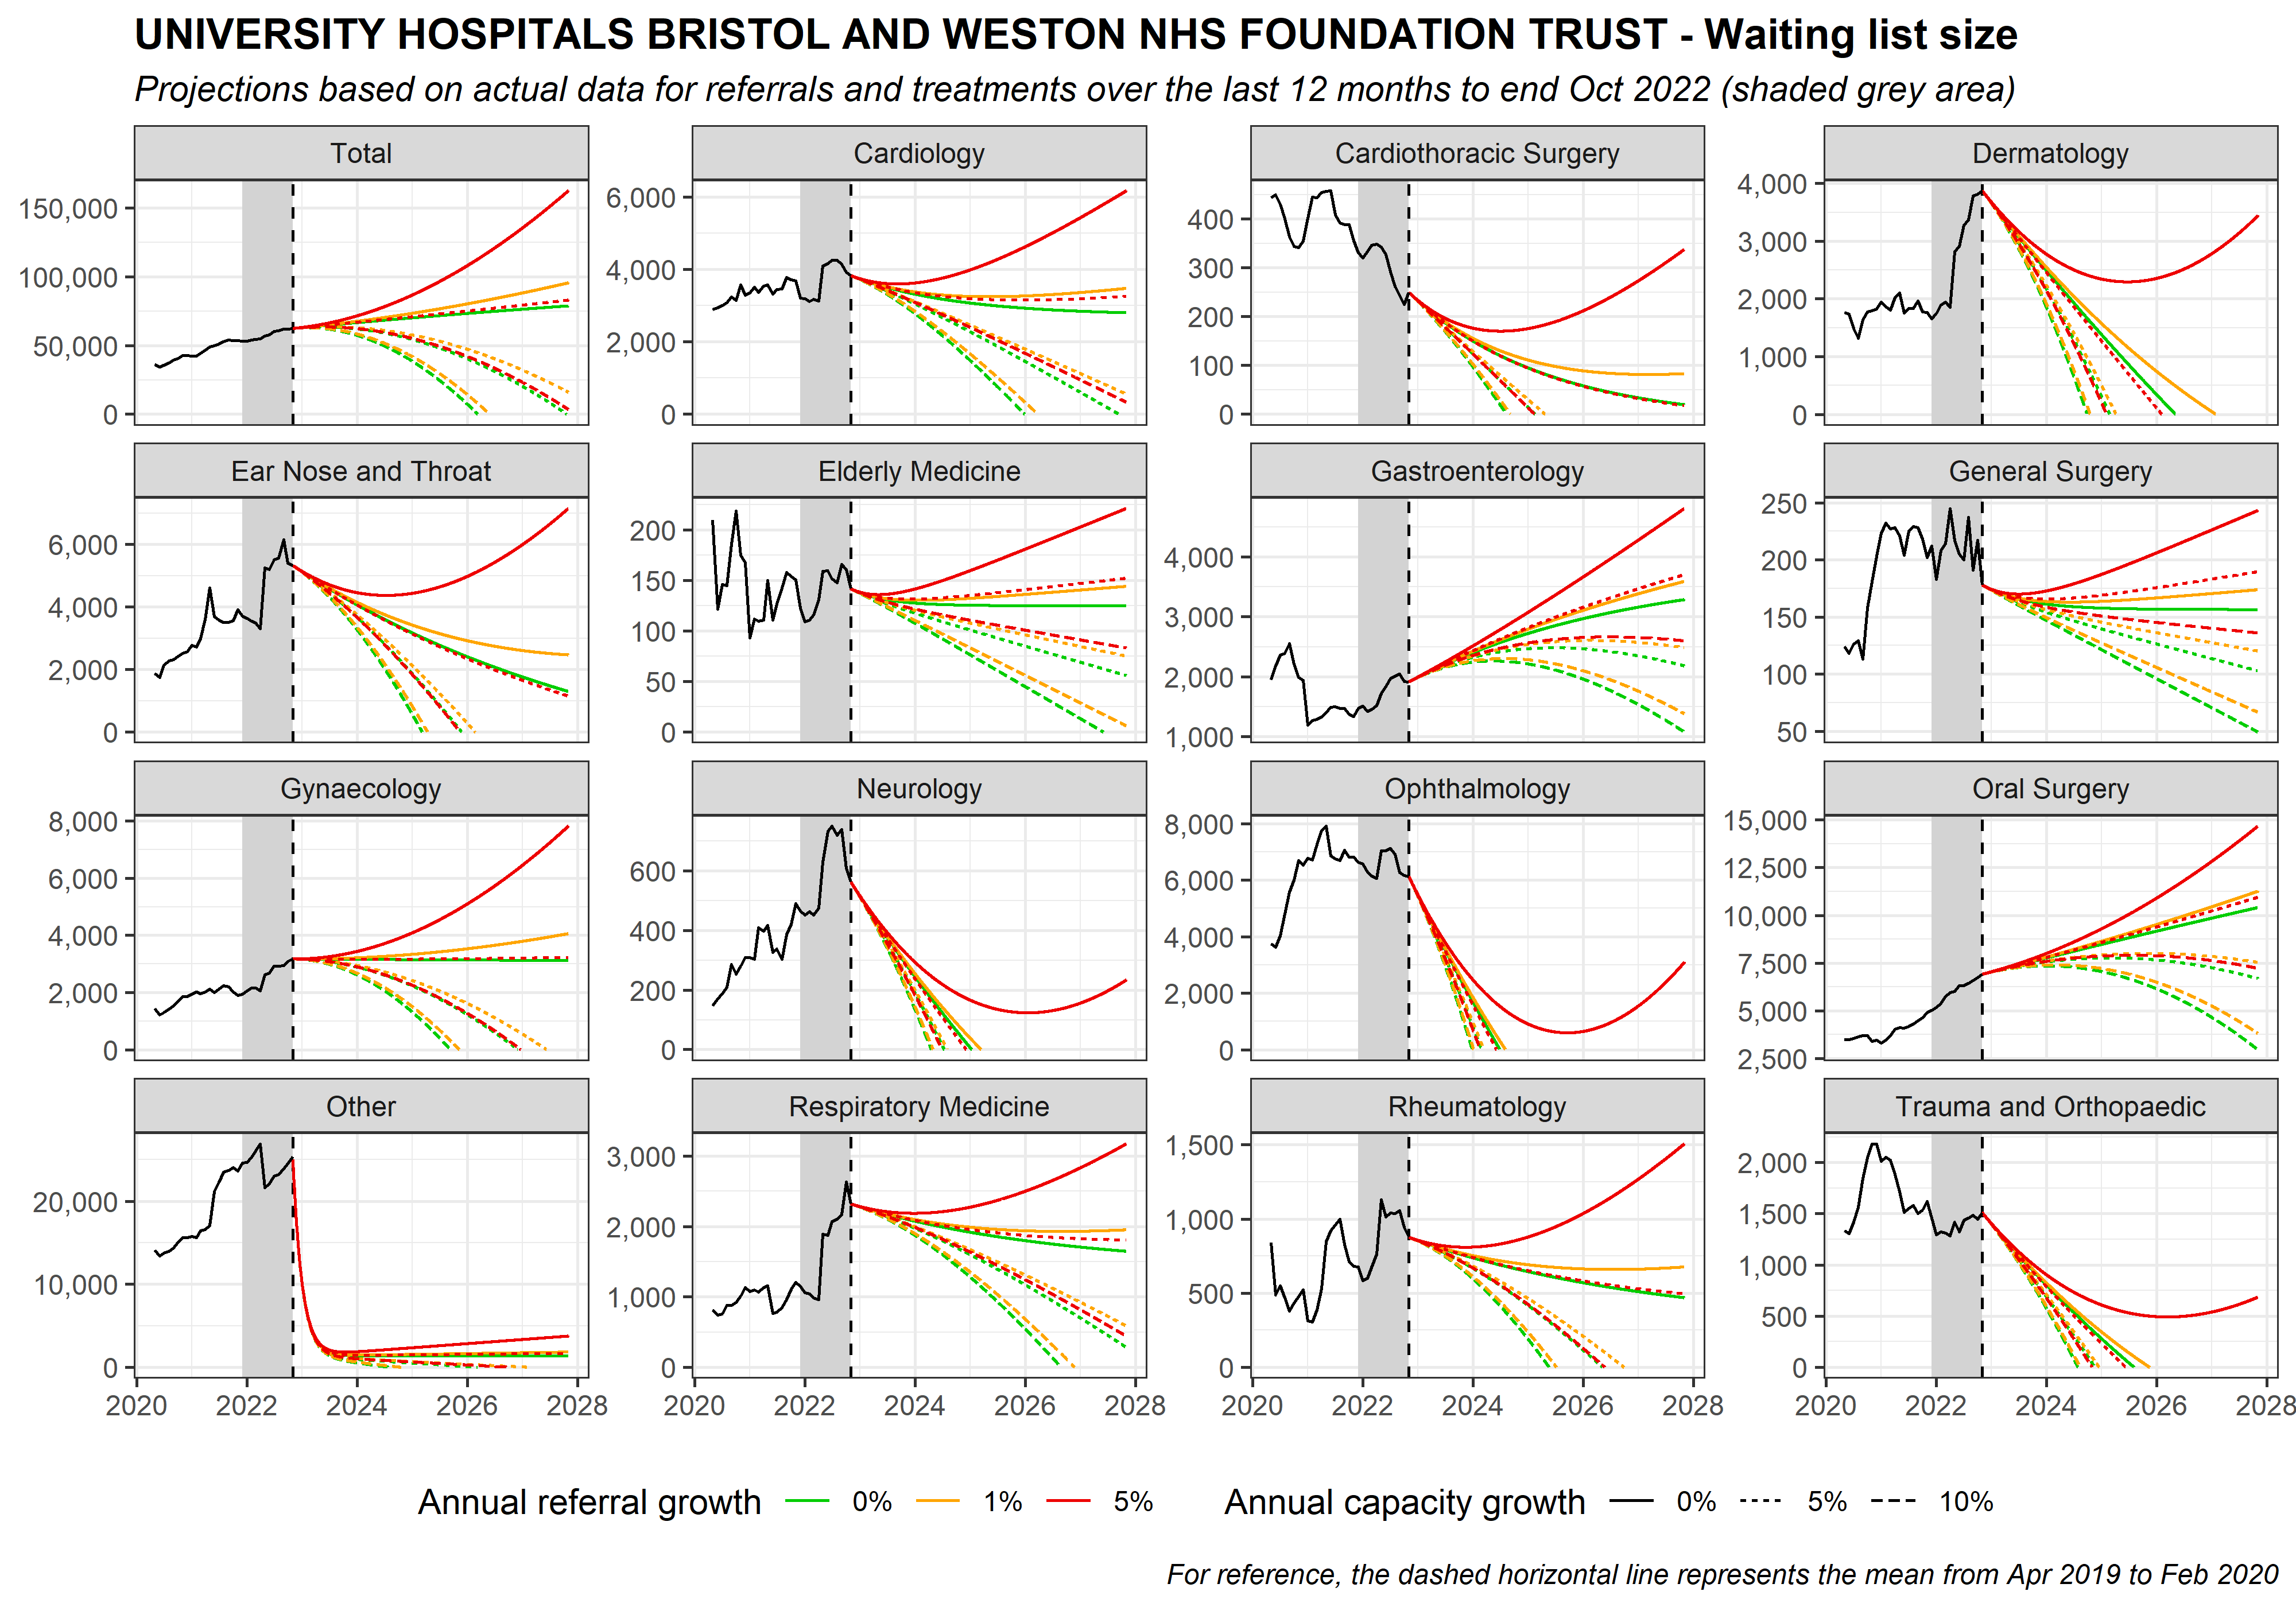 UNIVERSITY HOSPITALS BRISTOL AND WESTON NHS FOUNDATION TRUST - Waiting list size
Projections based on actual data for referrals and treatments over the last 12 months to end Oct 2022 (shaded grey area)
Total
Cardiology
Cardiothoracic Surgery
Dermatology
150,000
100,000
50,000
0
6,000
4,000
2,000
0
400
300
200
100
0
4,000
3,000
2,000
1,000
0
Ear Nose and Throat
Elderly Medicine
Gastroenterology
General Surgery
6,000
4,000
2,000
0
200
150
100
50
0
4,000
3,000
2,000
1,000
250
200
150
100
50
Gynaecology
Neurology
Ophthalmology
Oral Surgery
8,000
6,000
4,000
2,000
0
600
400
200
0
8,000
6,000
4,000
2,000
0
15,000
12,500
10,000
7,500
5,000
2,500
Other
Respiratory Medicine
Rheumatology
Trauma and Orthopaedic
20,000
10,000
0
3,000
2,000
1,000
0
1,500
1,000
500
0
2,000
1,500
1,000
500
0
2020 2022 2024 2026 2028
2020 2022 2024 2026 2028
2020 2022 2024 2026 2028
2020 2022 2024 2026 2028
Annual referral growth 0% 1% 5%
Annual capacity growth 0% 5% 10%
For reference, the dashed horizontal line represents the mean from Apr 2019 to Feb 2020